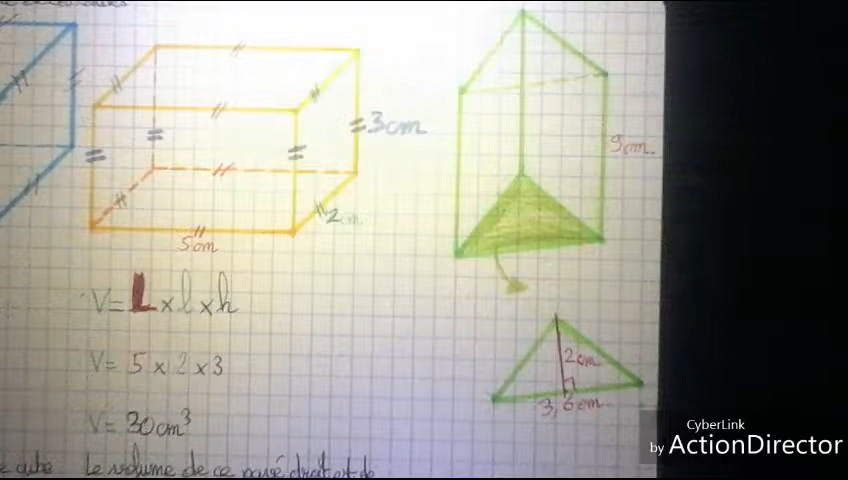 3cm
2cm
5cm
V= L x l x h
V= 5 x 2 x 3
V= 30cm³
le volume de ce pavé droit est de
9cm
2cm
3,6cm
CyberLink
by ActionDirector